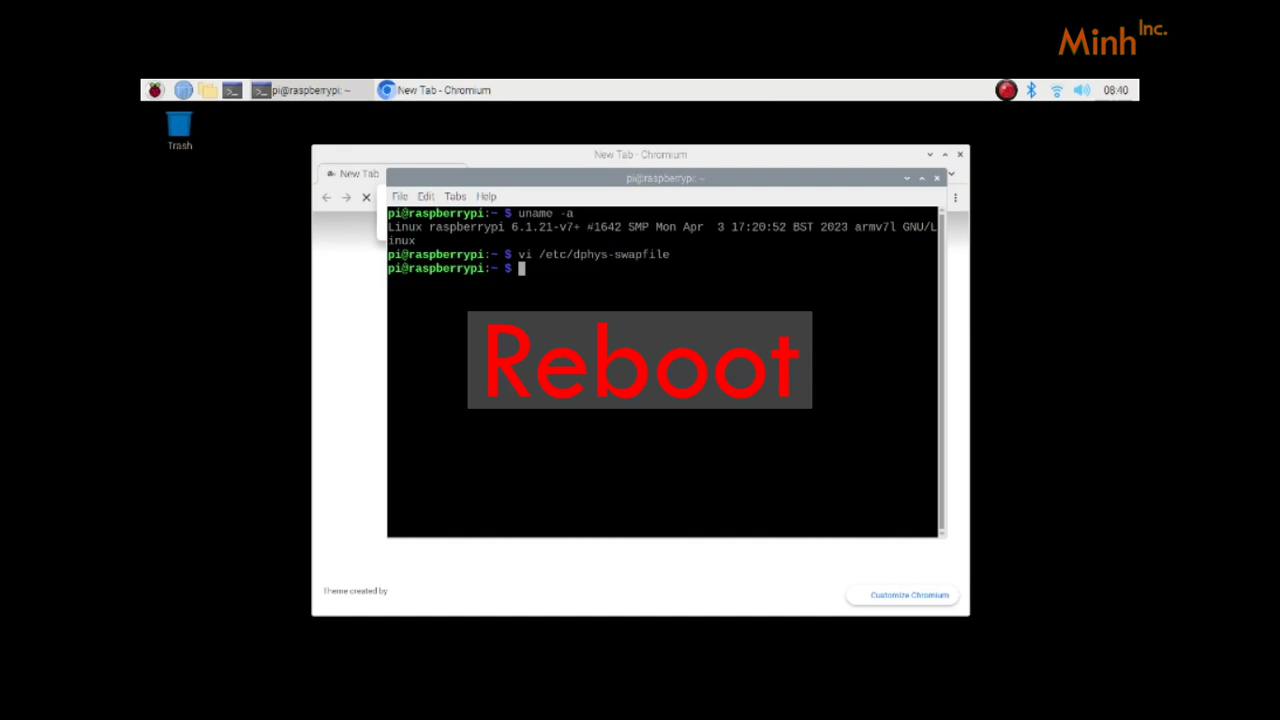 Minh Inc.
pi@raspberrypi: ~
New Tab - Chromium
08:40
Trash
New Tab - Chromium
New Tab
pi@raspberrypi: ~
File Edit Tabs Help
pi@raspberrypi:~ $ uname -a
Linux raspberrypi 6.1.21-v7+ #1642 SMP Mon Apr  3 17:20:52 BST 2023 armv7l GNU/L
inux
pi@raspberrypi:~ $ vi /etc/dphys-swapfile
pi@raspberrypi:~ $
Reboot
Theme created by
Customize Chromium